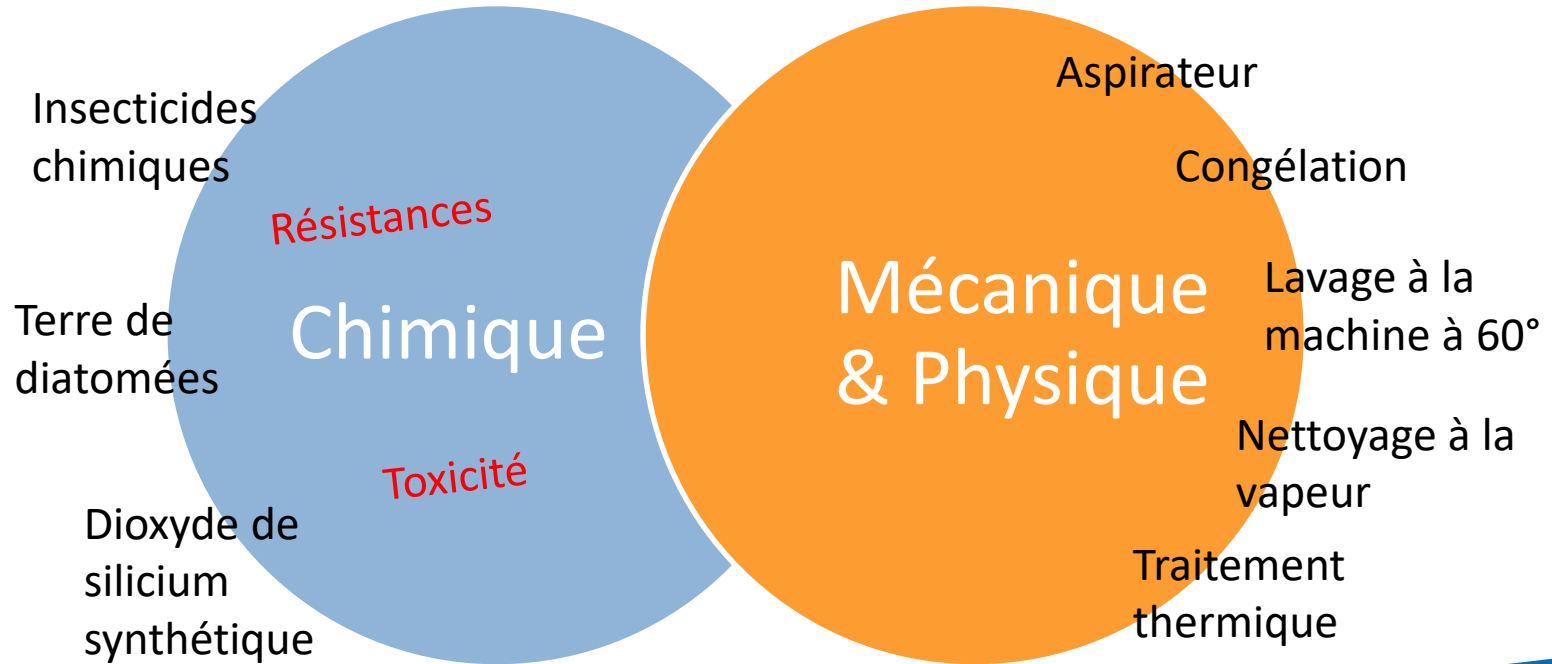 Insecticides
chimiques
Résistances
Chimique
Terre de
diatomées
Toxicité
Dioxyde de
silicium
synthétique
Mécanique
& Physique
Aspirateur
Congélation
Lavage à la
machine à 60°
Nettoyage à la
vapeur
Traitement
thermique